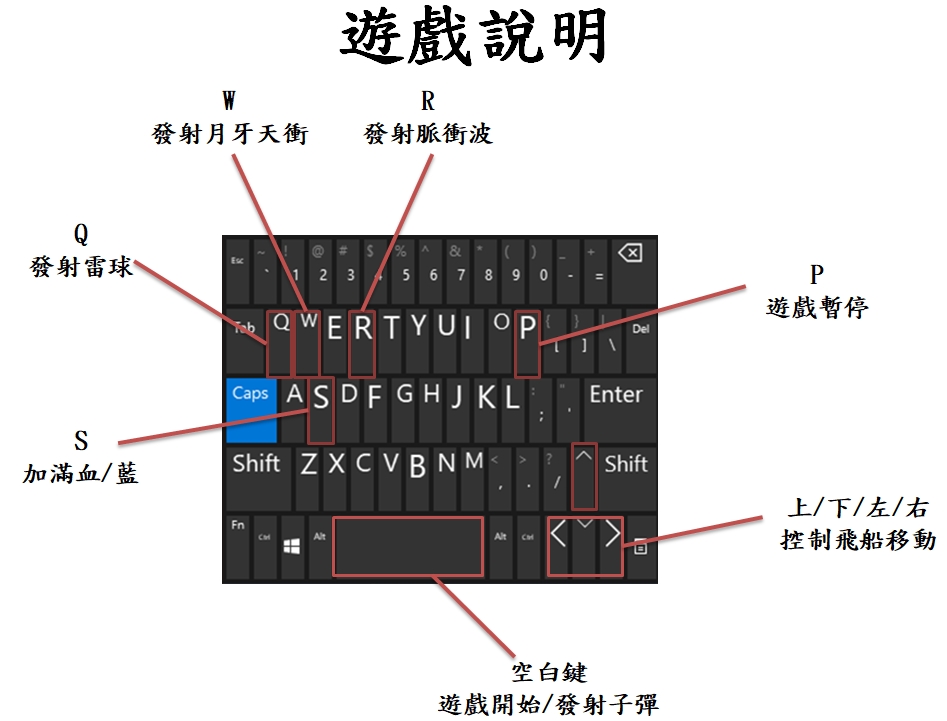 遊戲說明
W
發射月牙天衝
R
發射脈衝波
Q
發射雷球
P
遊戲暫停
S
加滿血/藍
上/下/左/右
控制飛船移動
空白鍵
遊戲開始/發射子彈
Esc ~ ` ! 1 @ 2 # 3 $ 4 % 5 ^ 6 & 7 * 8 ( 9 ) 0 _ - + =
Tab Q W E R T Y U I O P { [ } ] | \ Del
Caps A S D F G H J K L : ; " ' Enter
Shift Z X C V B N M < , > . ? / Shift
Fn Ctrl Alt Alt Ctrl